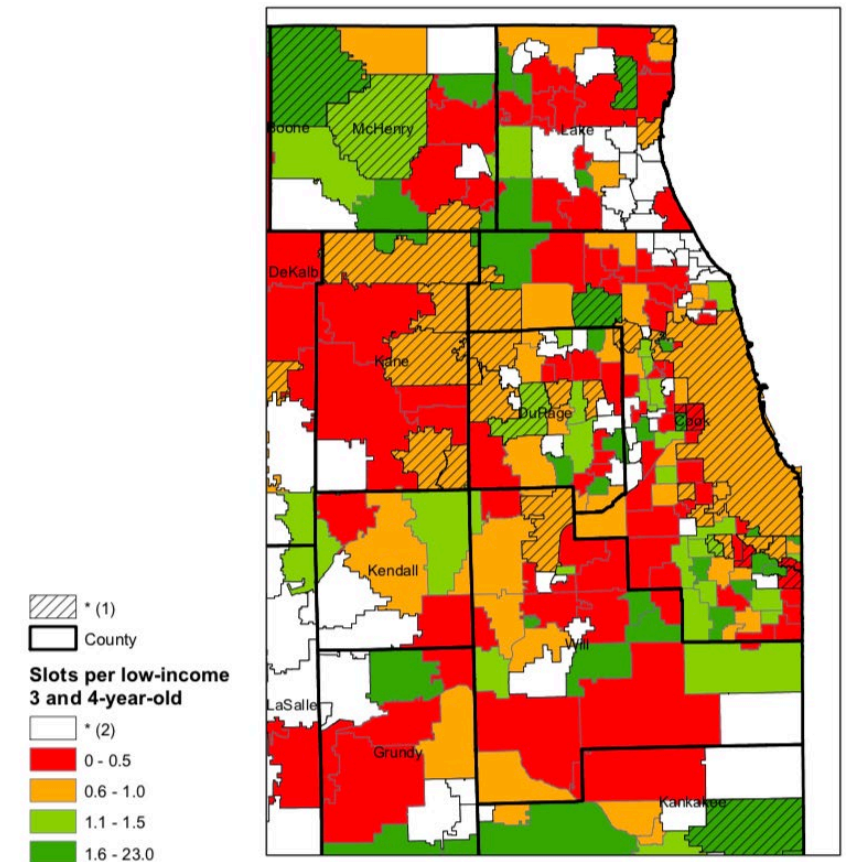 Boone
McHenry
Lake
DeKalb
Kane
DuPage
Cook
Kendall
Will
LaSalle
Grundy
Kankakee
* (1)
County
Slots per low-income
3 and 4-year-old
* (2)
0 - 0.5
0.6 - 1.0
1.1 - 1.5
1.6 - 23.0